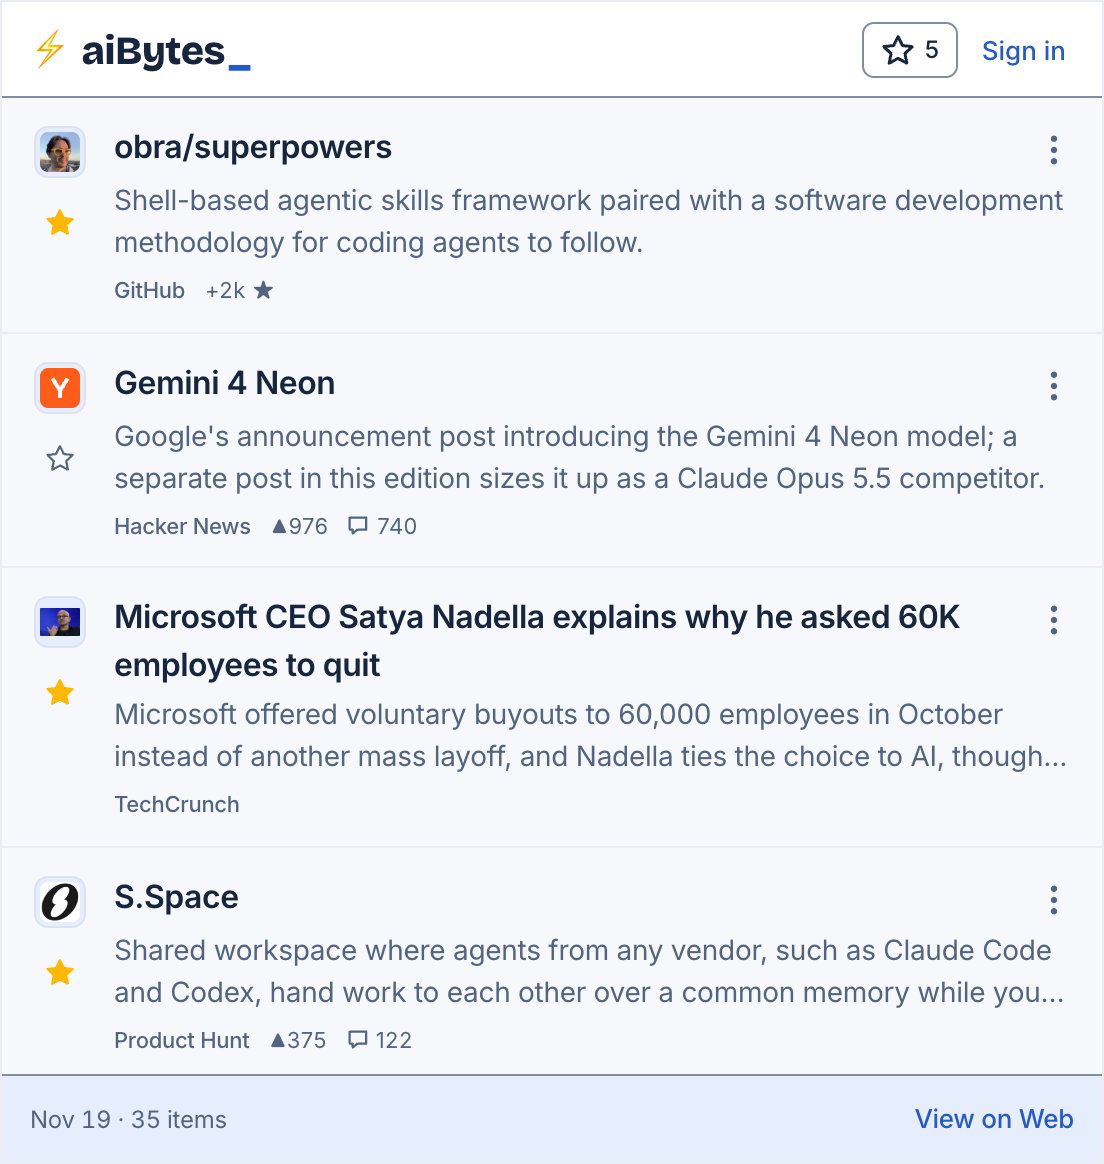 aiBytes_
5
Sign in
obra/superpowers
Shell-based agentic skills framework paired with a software development
methodology for coding agents to follow.
GitHub +2k ★
Gemini 4 Neon
Google's announcement post introducing the Gemini 4 Neon model; a
separate post in this edition sizes it up as a Claude Opus 5.5 competitor.
Hacker News ▲976 740
Microsoft CEO Satya Nadella explains why he asked 60K
employees to quit
Microsoft offered voluntary buyouts to 60,000 employees in October
instead of another mass layoff, and Nadella ties the choice to AI, though...
TechCrunch
S.Space
Shared workspace where agents from any vendor, such as Claude Code
and Codex, hand work to each other over a common memory while you...
Product Hunt ▲375 122
Nov 19 · 35 items
View on Web